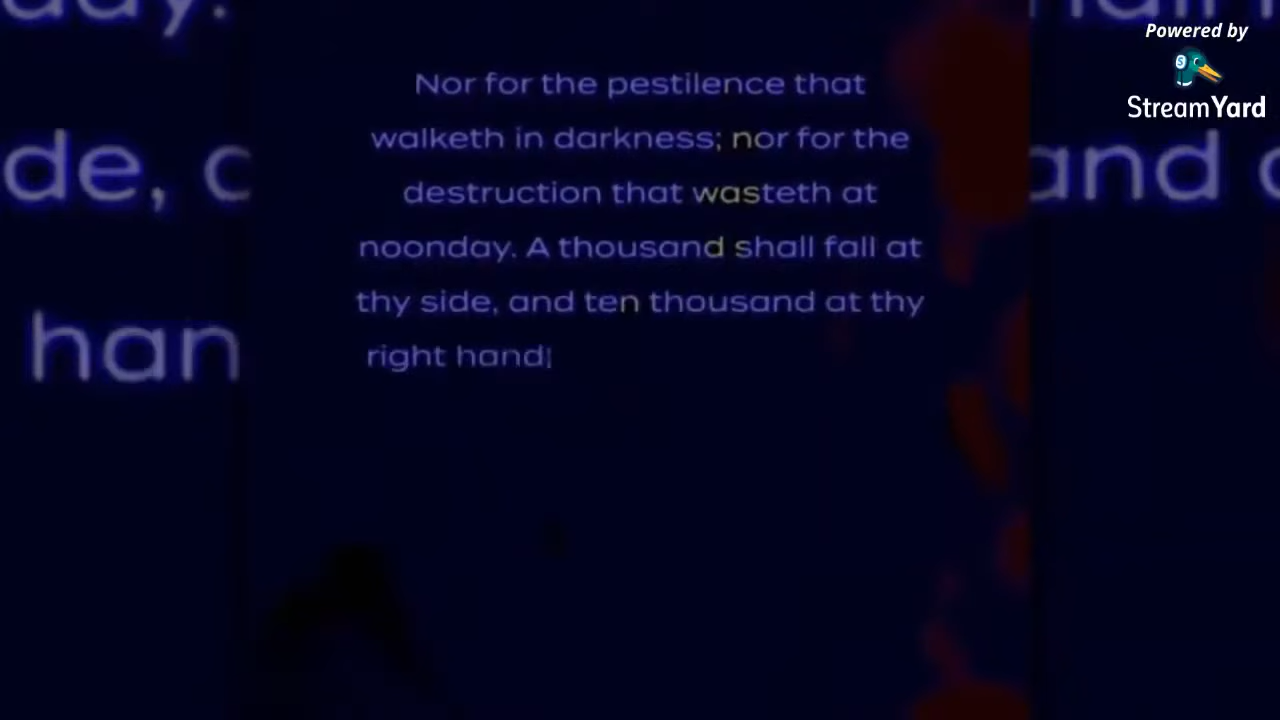 Powered by
StreamYard
Nor for the pestilence that
walketh in darkness; nor for the
destruction that wasteth at
noonday. A thousand shall fall at
thy side, and ten thousand at thy
right hand;